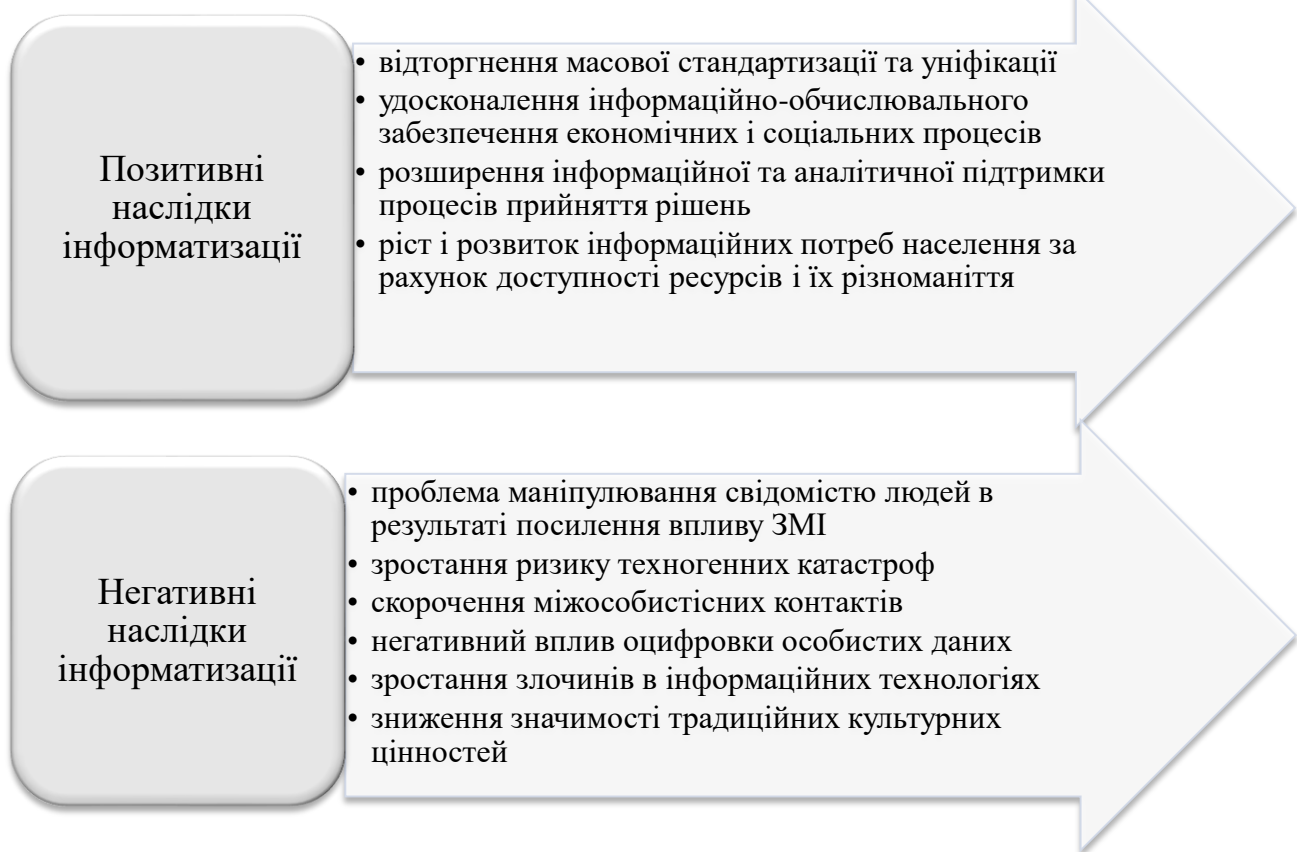 Позитивні
наслідки
інформатизації
• відторгнення масової стандартизації та уніфікації
• удосконалення інформаційно-обчислювального
забезпечення економічних і соціальних процесів
• розширення інформаційної та аналітичної підтримки
процесів прийняття рішень
• ріст і розвиток інформаційних потреб населення за
рахунок доступності ресурсів і їх різноманіття
Негативні
наслідки
інформатизації
• проблема маніпулювання свідомістю людей в
результаті посилення впливу ЗМІ
• зростання ризику техногенних катастроф
• скорочення міжособистісних контактів
• негативний вплив оцифровки особистих даних
• зростання злочинів в інформаційних технологіях
• зниження значимості традиційних культурних
цінностей